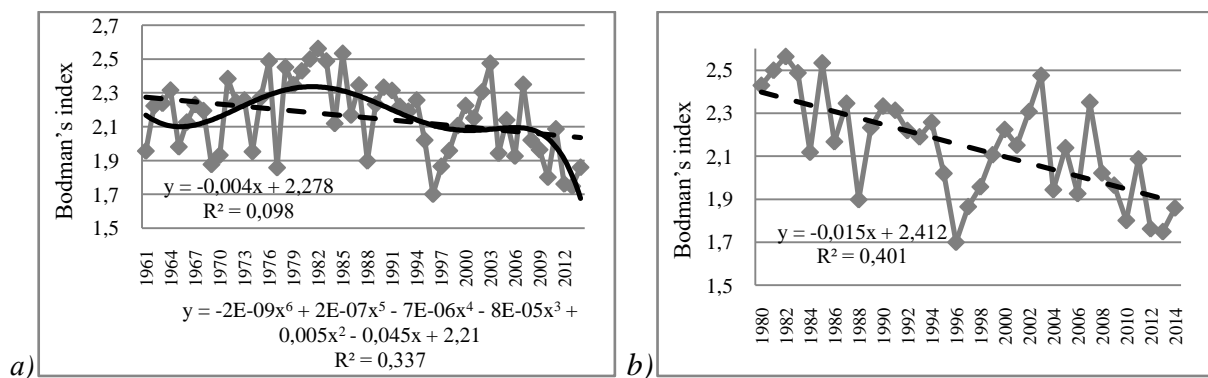 2,7
2,5
2,3
2,1
1,9
1,7
1,5
Bodman's index
y = -0,004x + 2,278
R² = 0,098
1961 1964 1967 1970 1973 1976 1979 1982 1985 1988 1991 1994 1997 2000 2003 2006 2009 2012
y = -2E-09x⁶ + 2E-07x⁵ - 7E-06x⁴ - 8E-05x³ +
0,005x² - 0,045x + 2,21
R² = 0,337
a)
2,5
2,3
2,1
1,9
1,7
1,5
Bodman's index
y = -0,015x + 2,412
R² = 0,401
1980 1982 1984 1986 1988 1990 1992 1994 1996 1998 2000 2002 2004 2006 2008 2010 2012 2014
b)